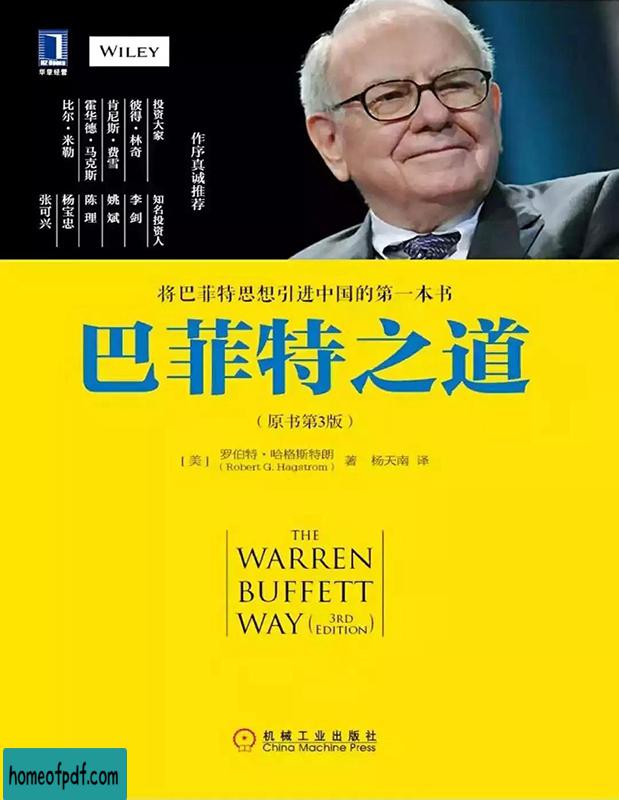 HZ Books
华章经管
WILEY
投资大家
彼得·林奇
肯尼斯·费雪
霍华德·马克斯
比尔·米勒
知名投资人
李剑
姚斌
陈理
杨宝忠
张可兴
作序真诚推荐
将巴菲特思想引进中国的第一本书
巴菲特之道
(原书第3版)
[美] 罗伯特·哈格斯特朗 著 杨天南 译
(Robert G. Hagstrom)
THE
WARREN
BUFFETT
WAY (3RD EDITION)
机械工业出版社
China Machine Press
homeofpdf.com